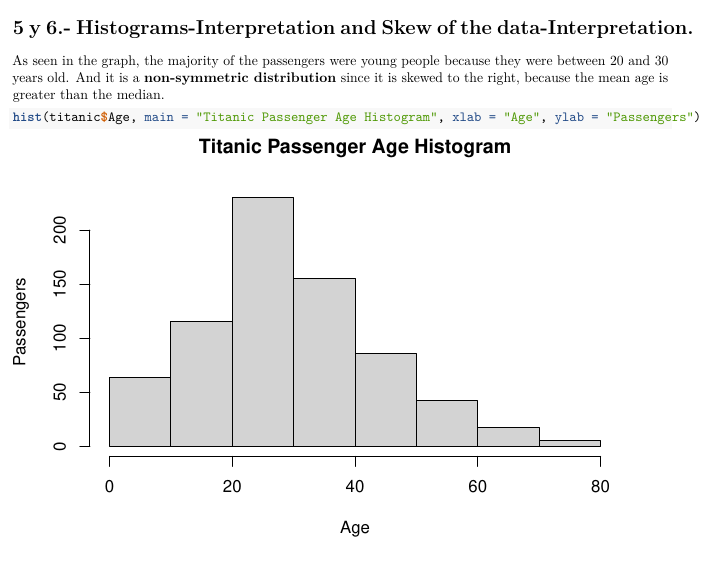 5 y 6.- Histograms-Interpretation and Skew of the data-Interpretation.
As seen in the graph, the majority of the passengers were young people because they were between 20 and 30
years old. And it is a non-symmetric distribution since it is skewed to the right, because the mean age is
greater than the median.
hist(titanic$Age, main = "Titanic Passenger Age Histogram", xlab = "Age", ylab = "Passengers")
Titanic Passenger Age Histogram
Passengers
200
150
100
50
0
0 20 40 60 80
Age